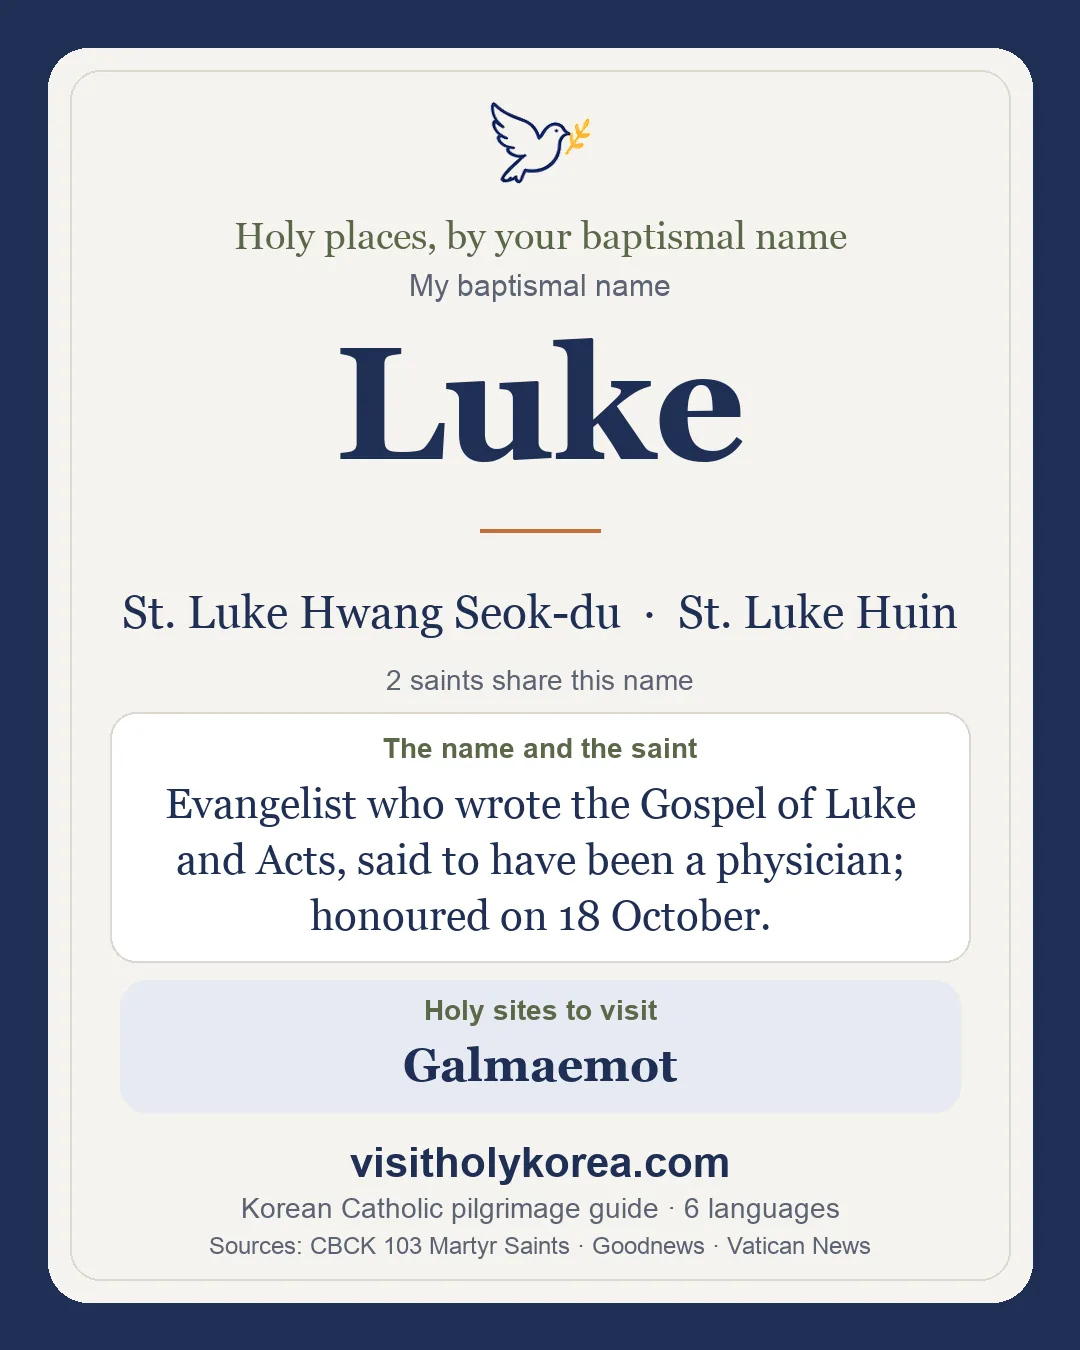 Holy places, by your baptismal name
My baptismal name
Luke
St. Luke Hwang Seok-du · St. Luke Huin
2 saints share this name
The name and the saint
Evangelist who wrote the Gospel of Luke
and Acts, said to have been a physician;
honoured on 18 October.
Holy sites to visit
Galmaemot
visitholykorea.com
Korean Catholic pilgrimage guide · 6 languages
Sources: CBCK 103 Martyr Saints · Goodnews · Vatican News